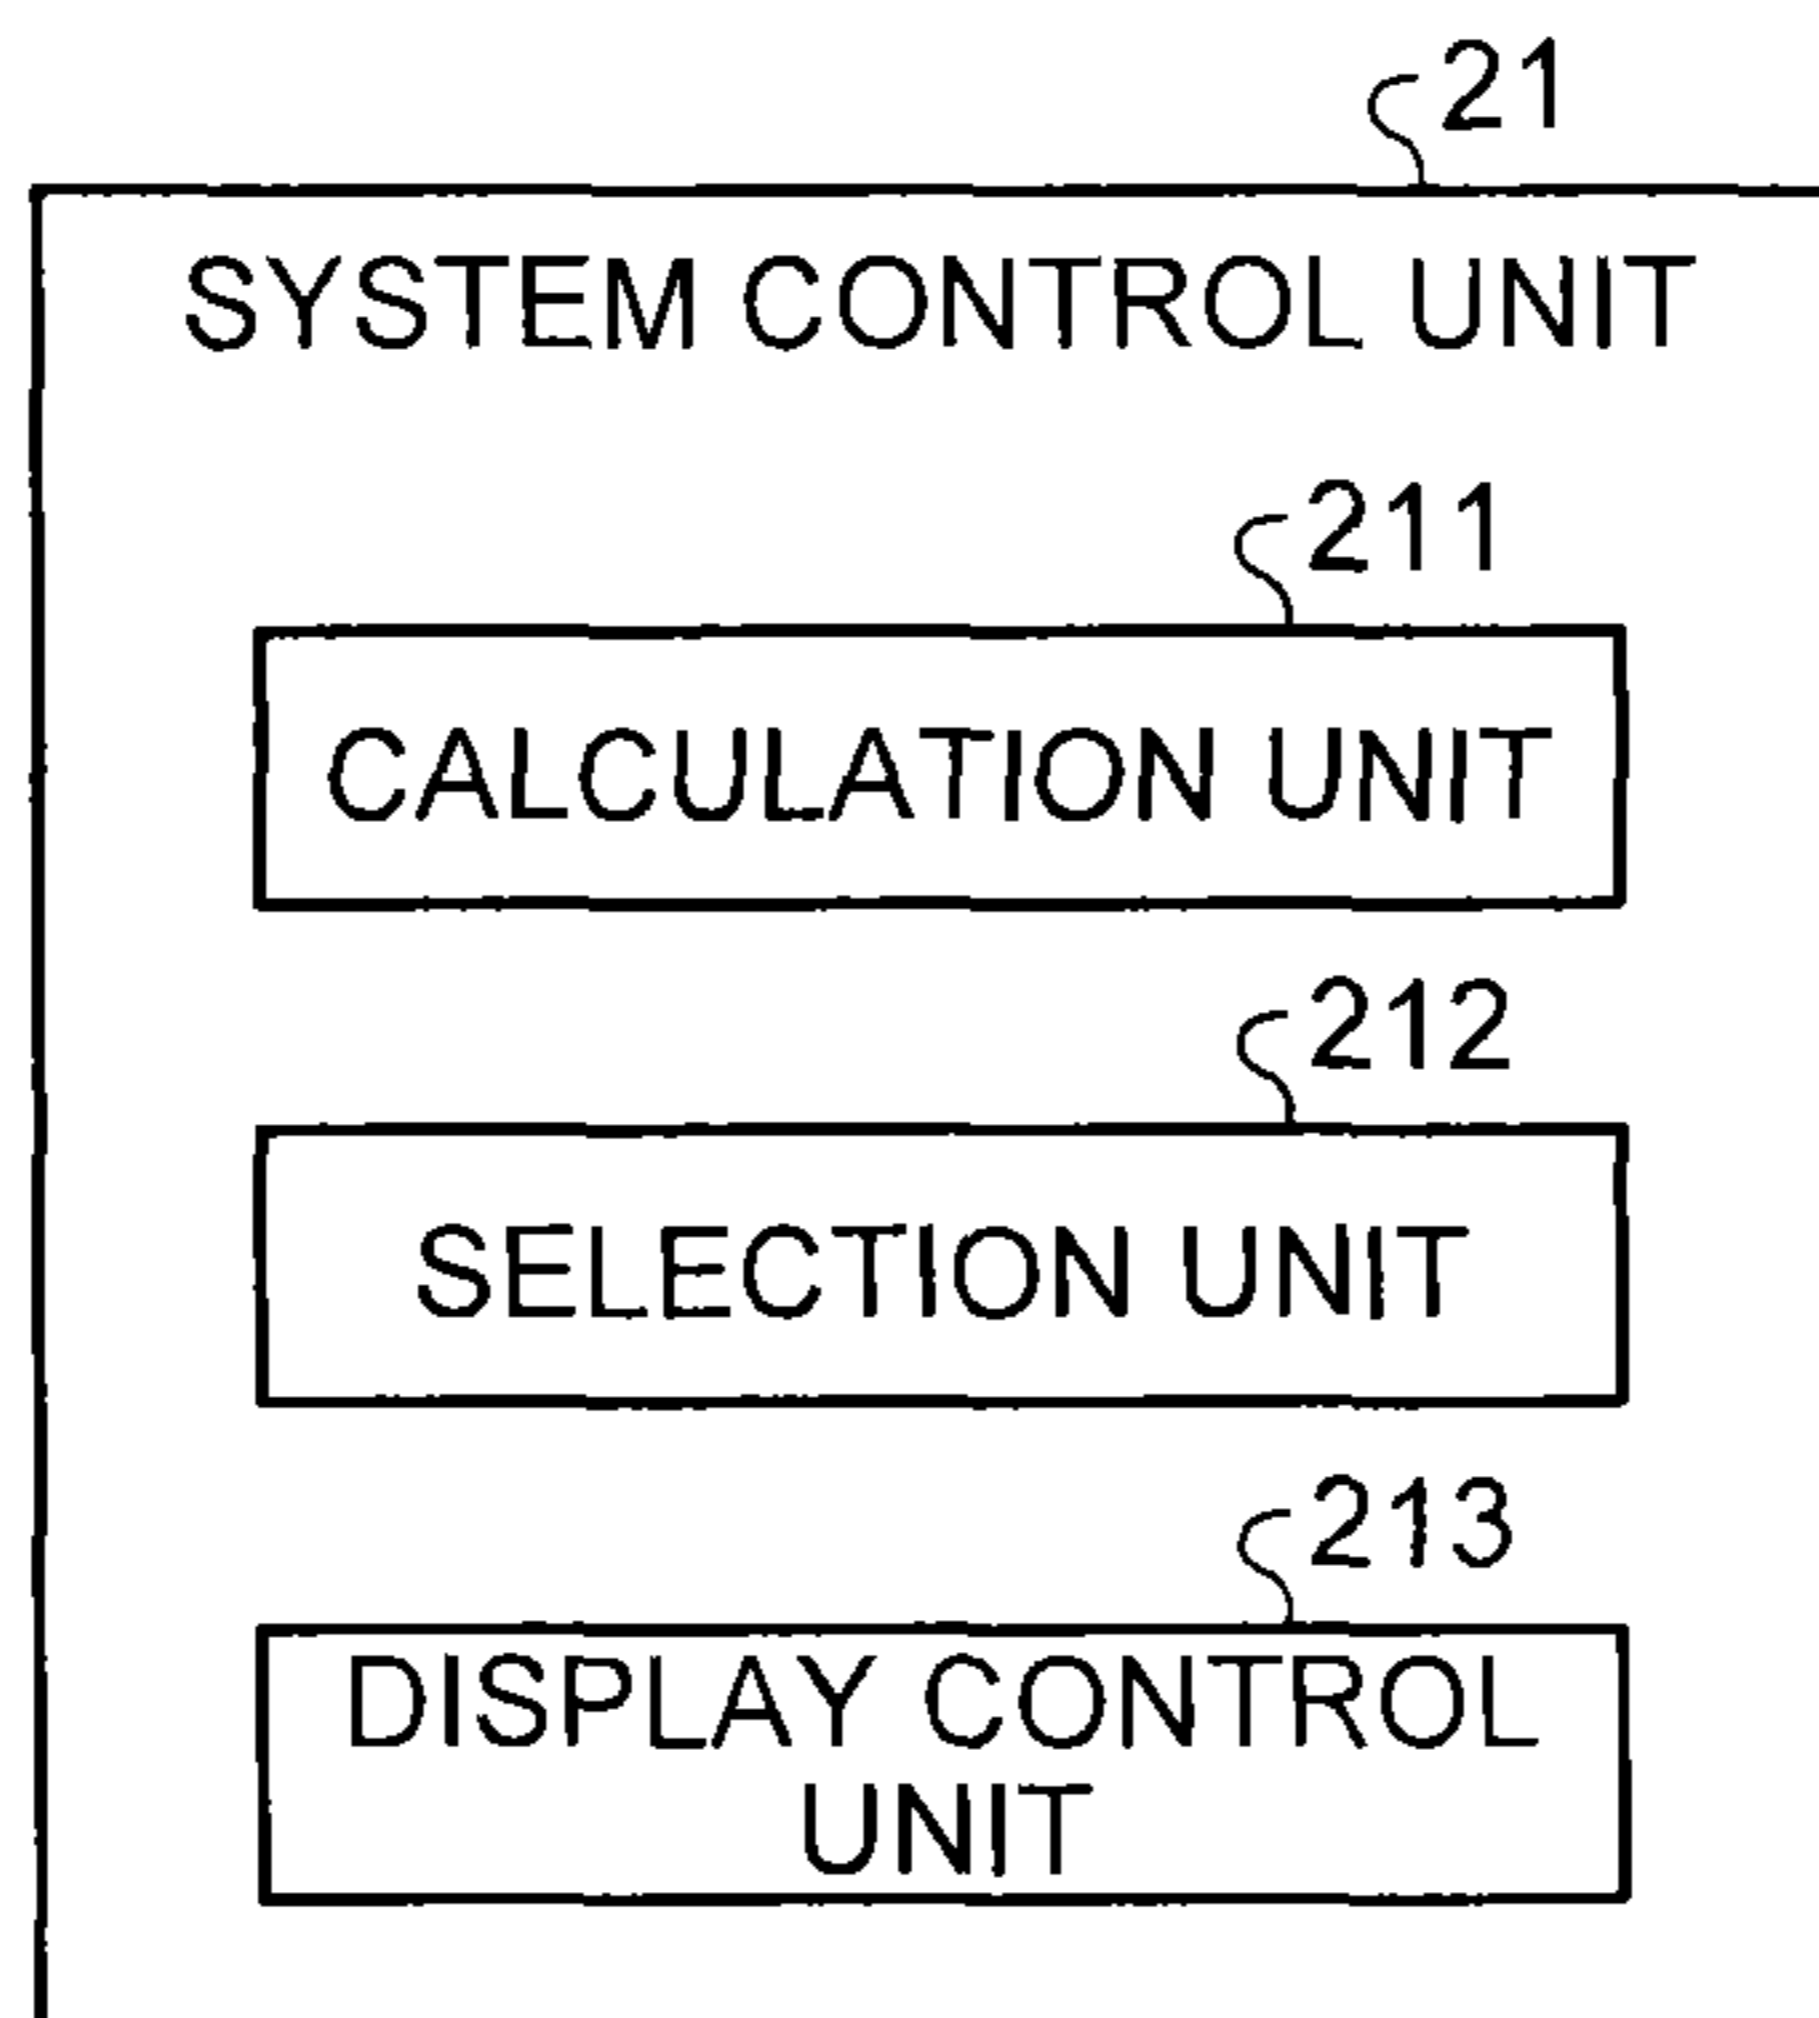 21
SYSTEM CONTROL UNIT
211
CALCULATION UNIT
212
SELECTION UNIT
213
DISPLAY CONTROL
UNIT